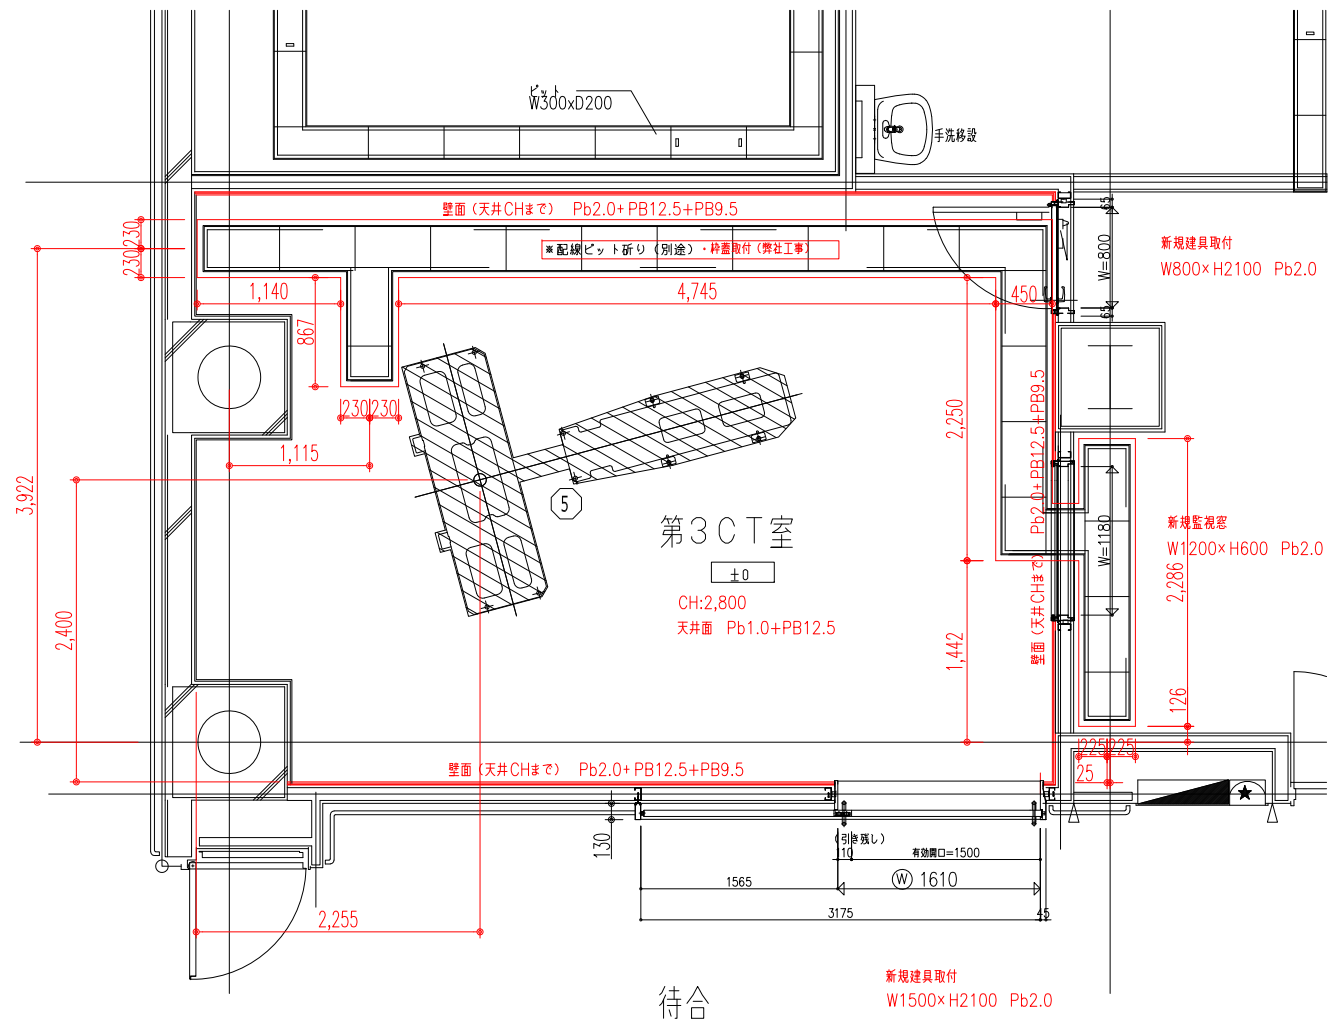 ピット
W300xD200
手洗移設
壁面（天井CHまで） Pb2.0+PB12.5+PB9.5
※配線ピット斫り（別途）・枠蓋取付（弊社工事）
新規建具取付
W800×H2100 Pb2.0
65
W=800
65
230
230
1,140
4,745
450
867
230
230
1,115
2,250
3,922
2,400
5
第3CT室
±0
CH:2,800
天井面 Pb1.0+PB12.5
壁面（天井CHまで） Pb2.0+PB12.5+PB9.5
新規監視窓
W1200×H600 Pb2.0
W=1180
2,286
1,442
126
225
225
25
壁面（天井CHまで） Pb2.0+PB12.5+PB9.5
130
（引き残し）
110
有効開口=1500
1565
W 1610
3175
45
2,255
待合
新規建具取付
W1500×H2100 Pb2.0